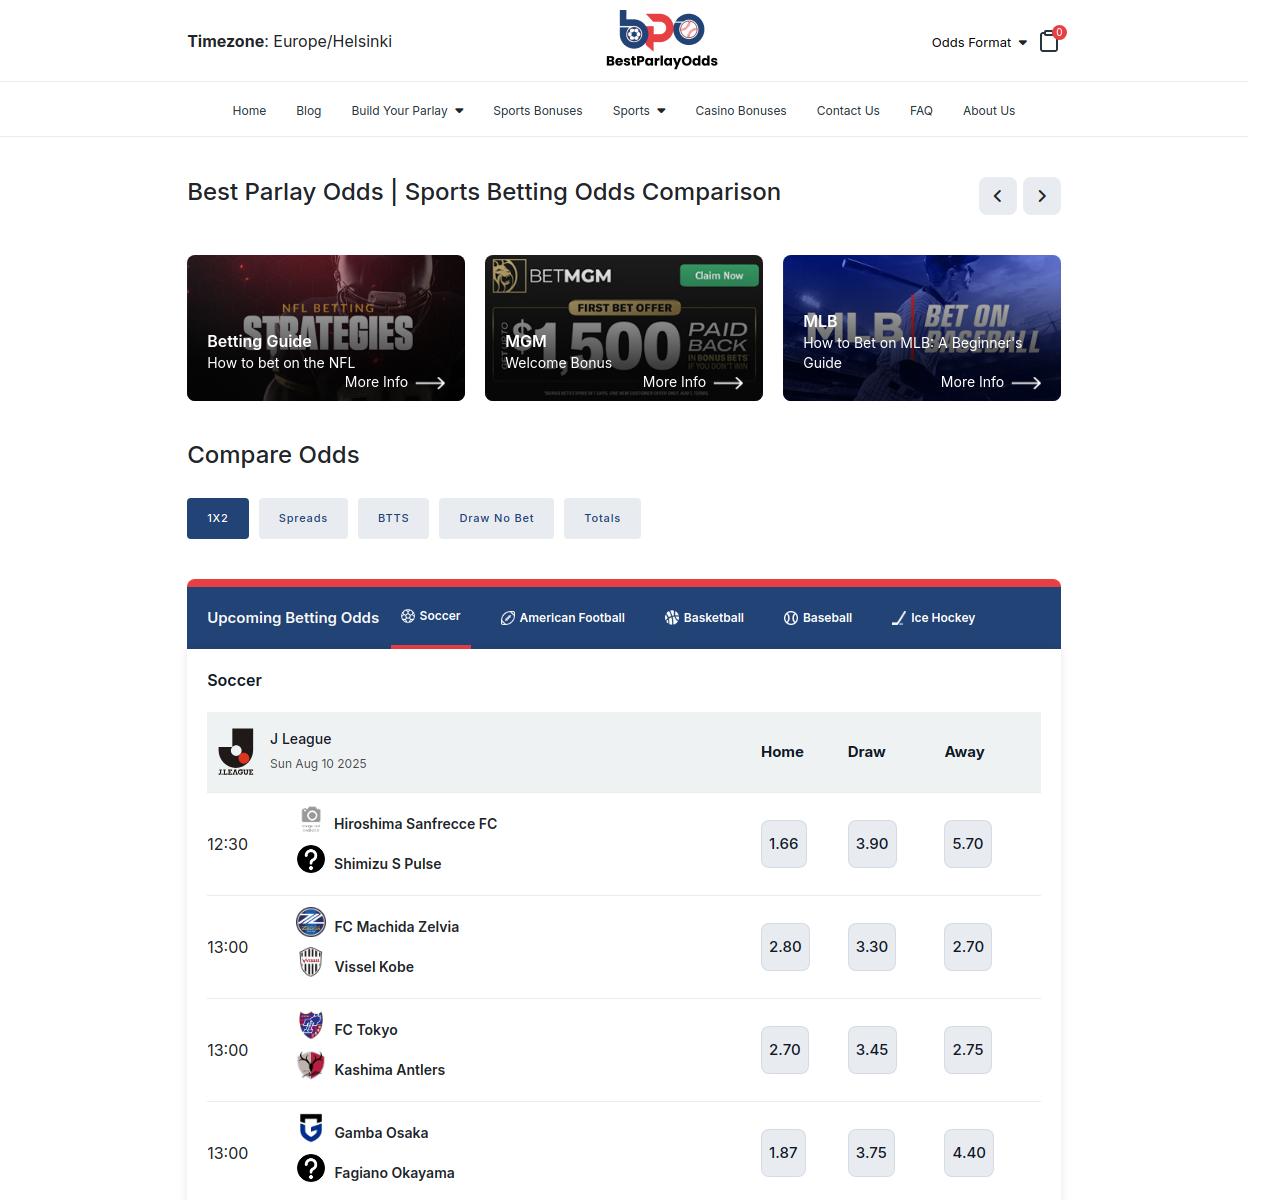 Timezone: Europe/Helsinki
bpo
BestParlayOdds
Odds Format
0
Home
Blog
Build Your Parlay
Sports Bonuses
Sports
Casino Bonuses
Contact Us
FAQ
About Us
Best Parlay Odds | Sports Betting Odds Comparison
NFL BETTING
STRATEGIES
Betting Guide
How to bet on the NFL
More Info
BETMGM
Claim Now
FIRST BET OFFER
$1,500
PAID
BACK
IN BONUS BETS
IF YOU DON'T WIN
MGM
Welcome Bonus
More Info
MLB
BET ON
BASEBALL
MLB
How to Bet on MLB: A Beginner's
Guide
More Info
Compare Odds
1X2
Spreads
BTTS
Draw No Bet
Totals
Upcoming Betting Odds
Soccer
American Football
Basketball
Baseball
Ice Hockey
Soccer
J.LEAGUE
J League
Sun Aug 10 2025
Home
Draw
Away
12:30
Hiroshima Sanfrecce FC
Shimizu S Pulse
1.66
3.90
5.70
13:00
FC Machida Zelvia
Vissel Kobe
2.80
3.30
2.70
13:00
FC Tokyo
Kashima Antlers
2.70
3.45
2.75
13:00
Gamba Osaka
Fagiano Okayama
1.87
3.75
4.40